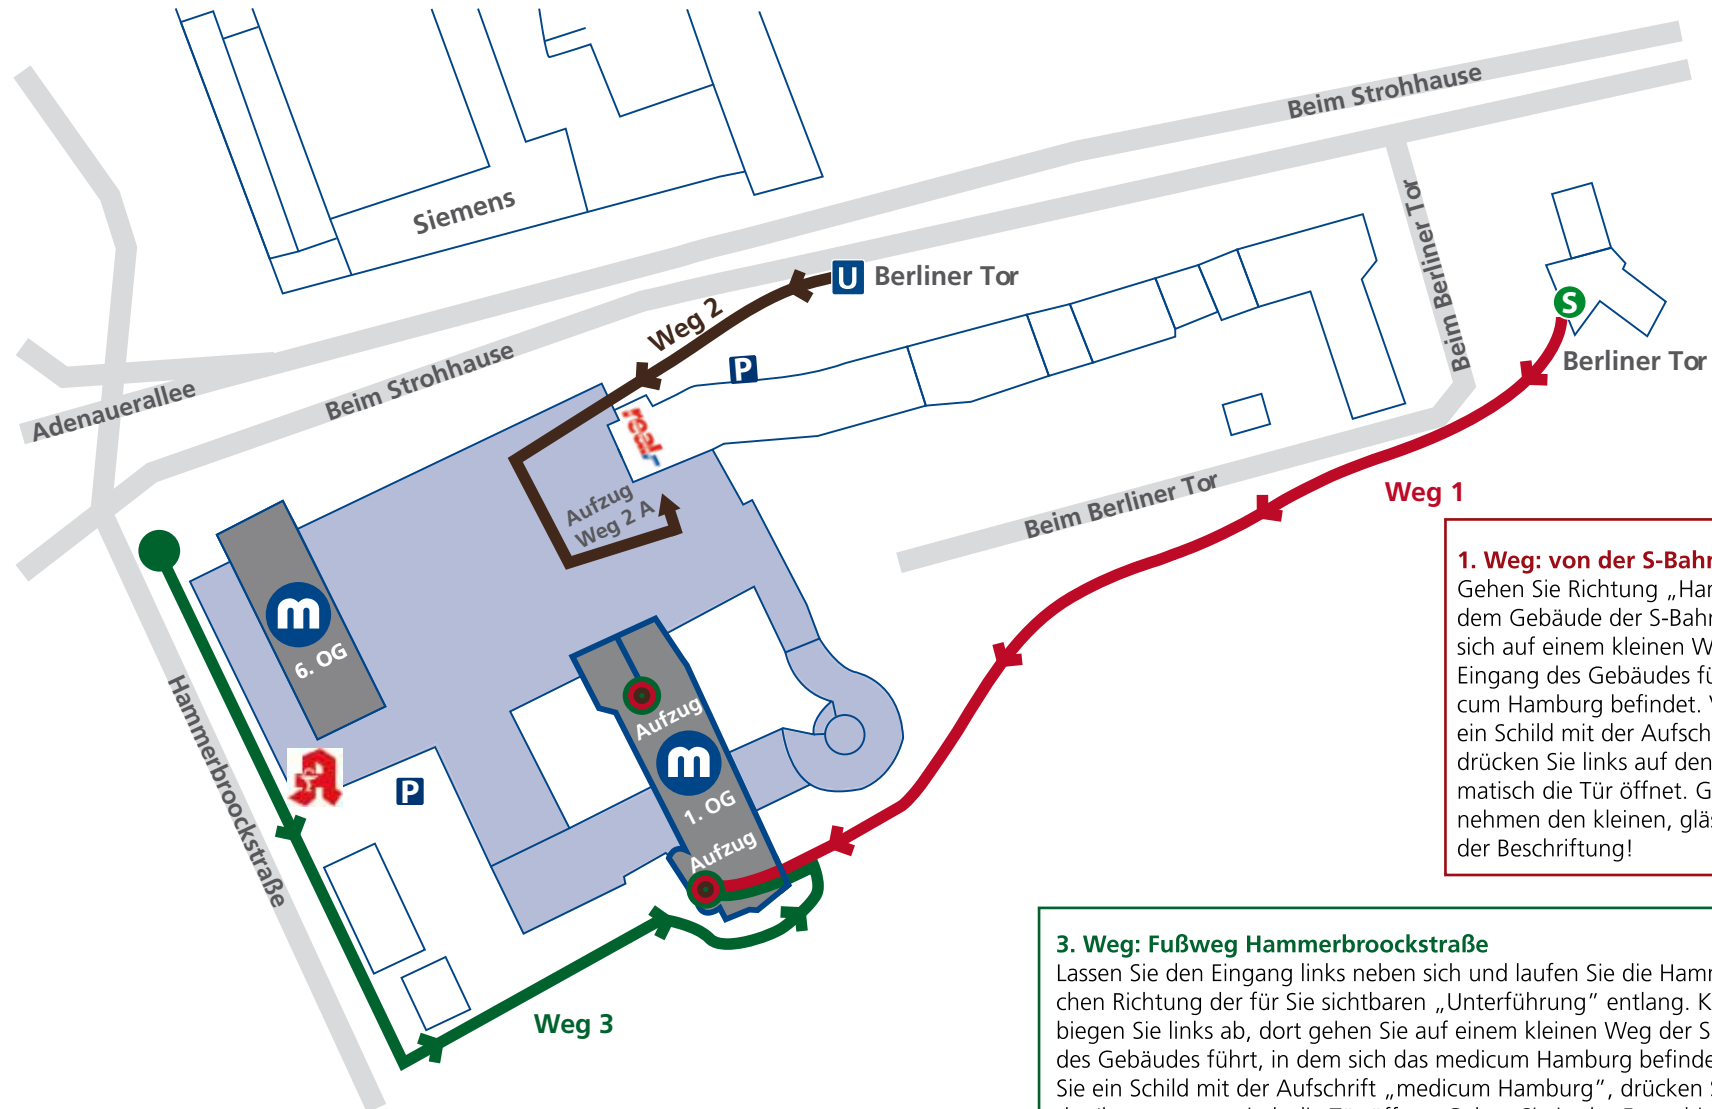 Beim Strohhause
Siemens
Beim Berliner Tor
U Berliner Tor
S
Berliner Tor
Weg 2
P
Beim Strohhause
Adenauerallee
real,-
Aufzug
Weg 2 A
Beim Berliner Tor
Weg 1
m
6. OG
Hammerbroockstraße
P
Aufzug
m
1. OG
Aufzug
Weg 3
1. Weg: von der S-Bahn
Gehen Sie Richtung „Ham
dem Gebäude der S-Bahn
sich auf einem kleinen W
Eingang des Gebäudes fü
cum Hamburg befindet. V
ein Schild mit der Aufsch
drücken Sie links auf den
matisch die Tür öffnet. G
nehmen den kleinen, gläs
der Beschriftung!
3. Weg: Fußweg Hammerbroockstraße
Lassen Sie den Eingang links neben sich und laufen Sie die Hamm
chen Richtung der für Sie sichtbaren „Unterführung” entlang. K
biegen Sie links ab, dort gehen Sie auf einem kleinen Weg der S
des Gebäudes führt, in dem sich das medicum Hamburg befinde
Sie ein Schild mit der Aufschrift „medicum Hamburg”, drücken S